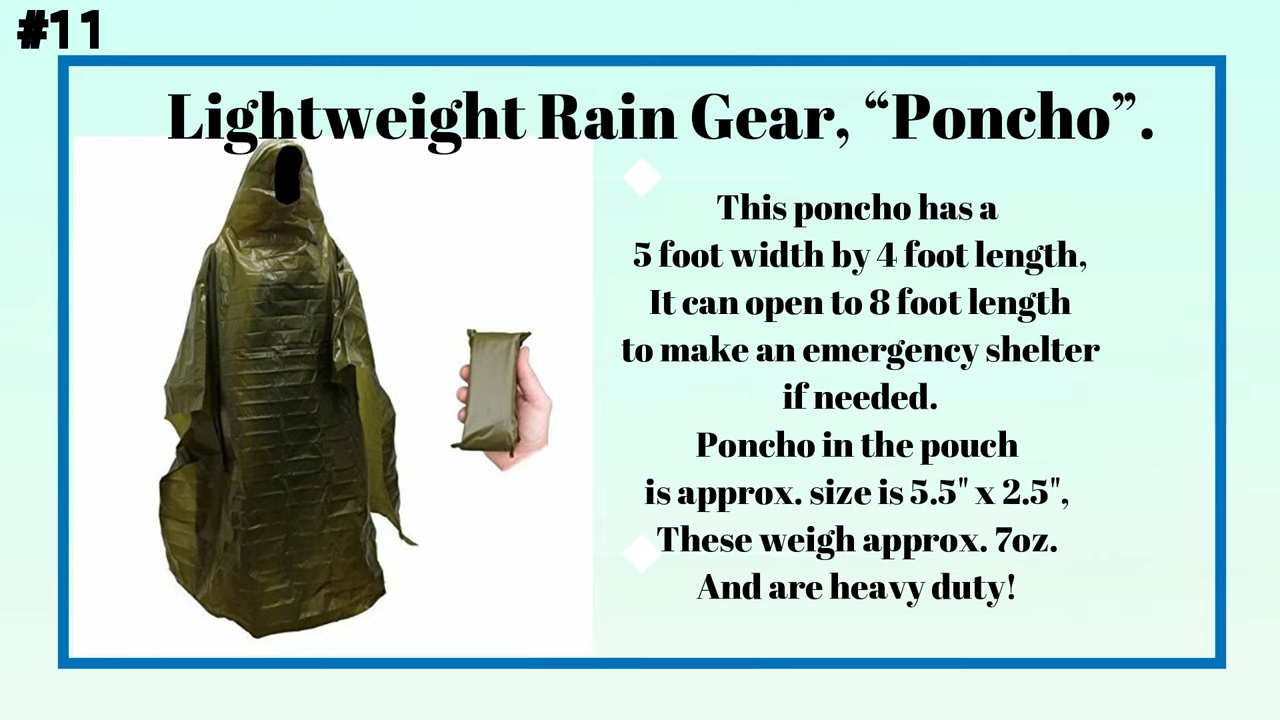 #11
Lightweight Rain Gear, “Poncho”.
This poncho has a
5 foot width by 4 foot length,
It can open to 8 foot length
to make an emergency shelter
if needed.
Poncho in the pouch
is approx. size is 5.5" x 2.5",
These weigh approx. 7oz.
And are heavy duty!